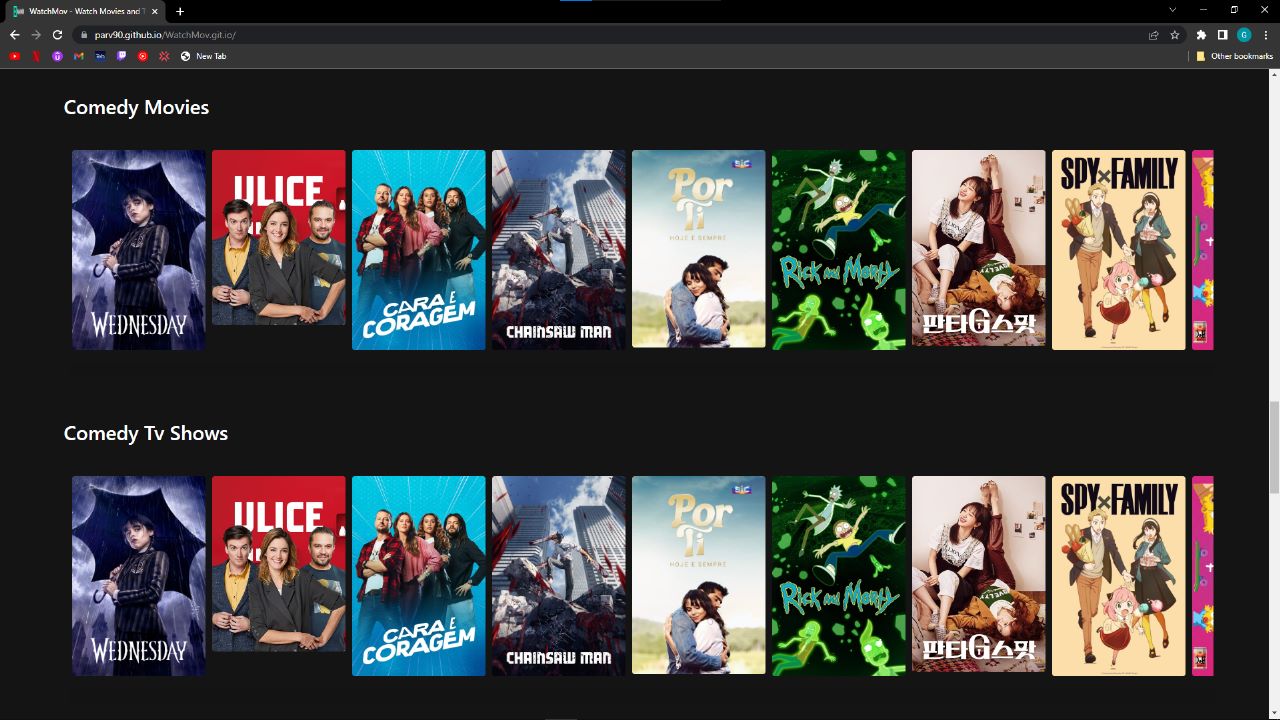 WatchMov - Watch Movies and T
parv90.github.io/WatchMov.git.io/
G
New Tab
Other bookmarks
Comedy Movies
WEDNESDAY
ULICE
CARA E
CORAGEM
CHAINSAW MAN
SIC
Por
Ti
HOJE E SEMPRE
RICK AND MORTY
판타G스팟
SPY×FAMILY
Comedy Tv Shows
WEDNESDAY
ULICE
CARA E
CORAGEM
CHAINSAW MAN
SIC
Por
Ti
HOJE E SEMPRE
RICK AND MORTY
판타G스팟
SPY×FAMILY